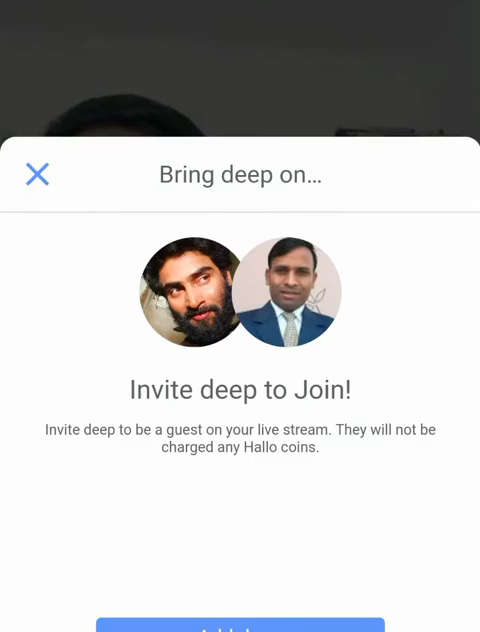 Bring deep on...
Invite deep to Join!
Invite deep to be a guest on your live stream. They will not be
charged any Hallo coins.